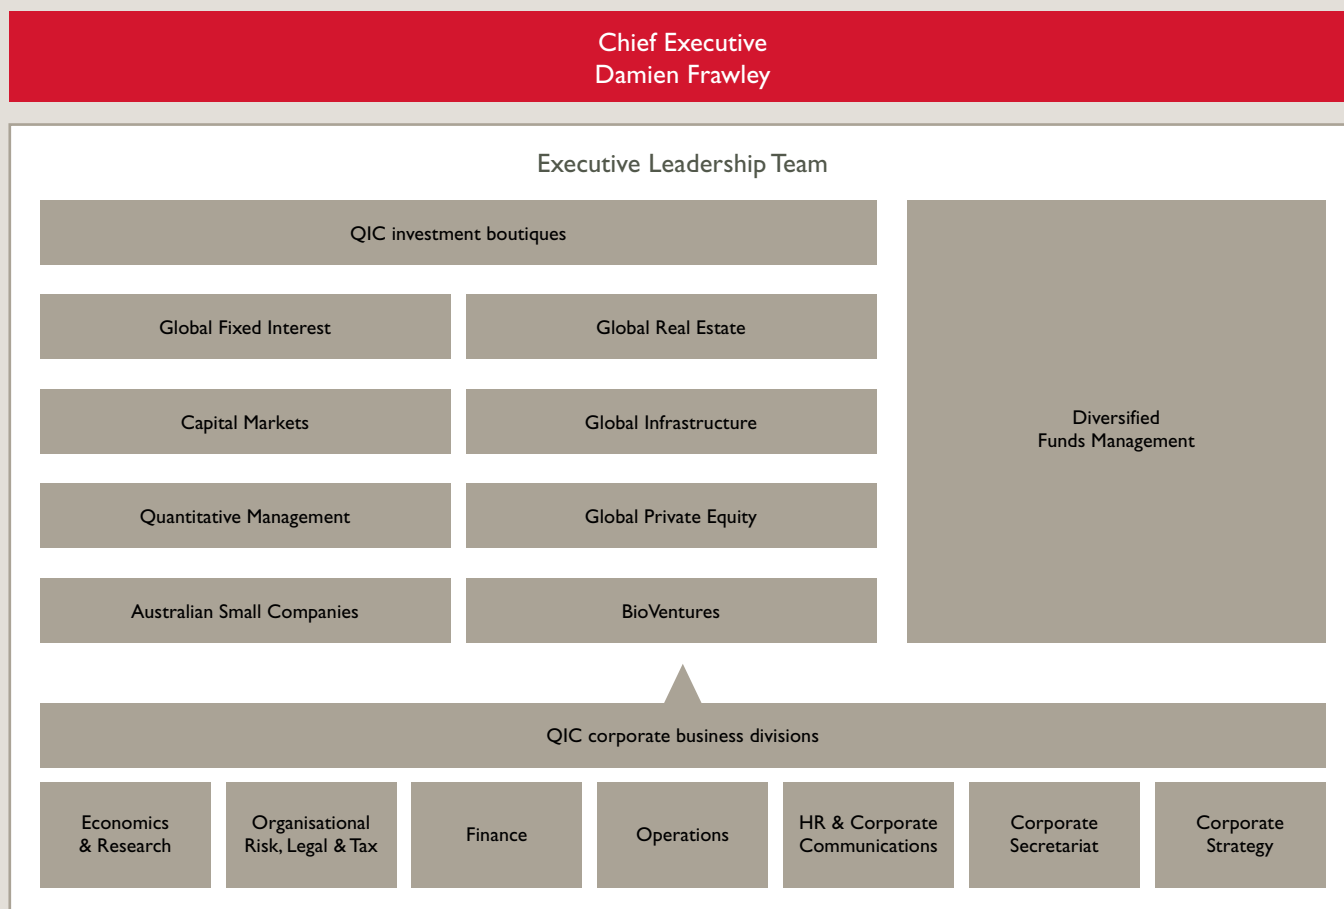 Chief Executive
Damien Frawley
Executive Leadership Team
QIC investment boutiques
Global Fixed Interest
Global Real Estate
Capital Markets
Global Infrastructure
Quantitative Management
Global Private Equity
Australian Small Companies
BioVentures
Diversified
Funds Management
QIC corporate business divisions
Economics
& Research
Organisational
Risk, Legal & Tax
Finance
Operations
HR & Corporate
Communications
Corporate
Secretariat
Corporate
Strategy